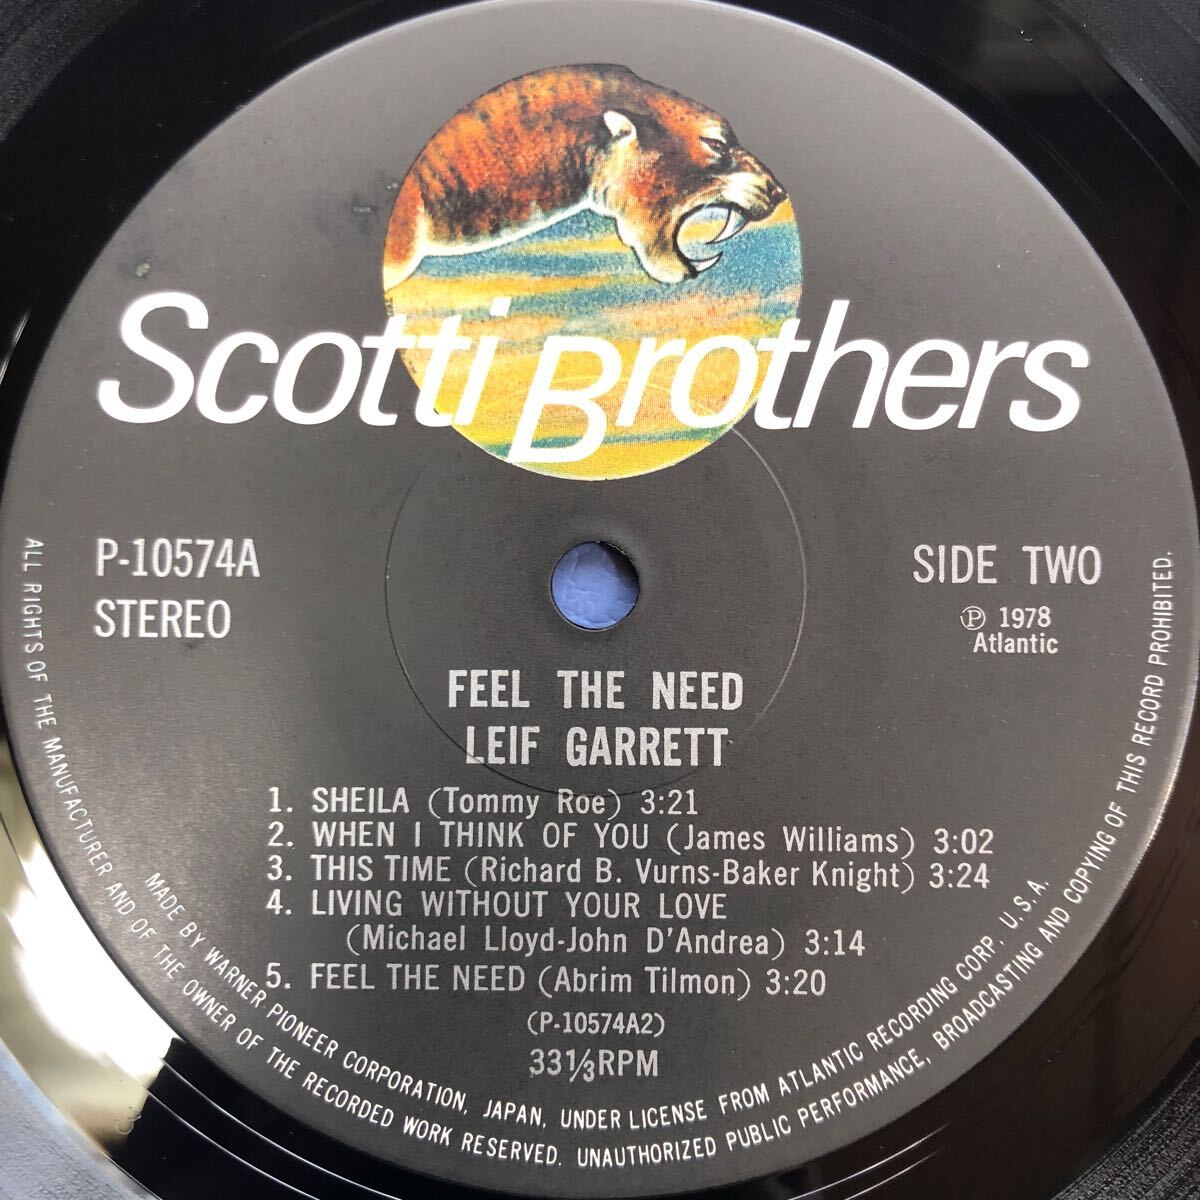 Scotti Brothers
P-10574A
STEREO
SIDE TWO
Ⓟ 1978
Atlantic
FEEL THE NEED
LEIF GARRETT
1. SHEILA (Tommy Roe) 3:21
2. WHEN I THINK OF YOU (James Williams) 3:02
3. THIS TIME (Richard B. Vurns-Baker Knight) 3:24
4. LIVING WITHOUT YOUR LOVE
(Michael Lloyd-John D'Andrea) 3:14
5. FEEL THE NEED (Abrim Tilmon) 3:20
(P-10574A2)
33⅓RPM
MADE BY WARNER PIONEER CORPORATION, JAPAN, UNDER LICENSE FROM ATLANTIC RECORDING CORP. U.S.A.
ALL RIGHTS OF THE MANUFACTURER AND OF THE OWNER OF THE RECORDED WORK RESERVED. UNAUTHORIZED PUBLIC PERFORMANCE, BROADCASTING AND COPYING OF THIS RECORD PROHIBITED.